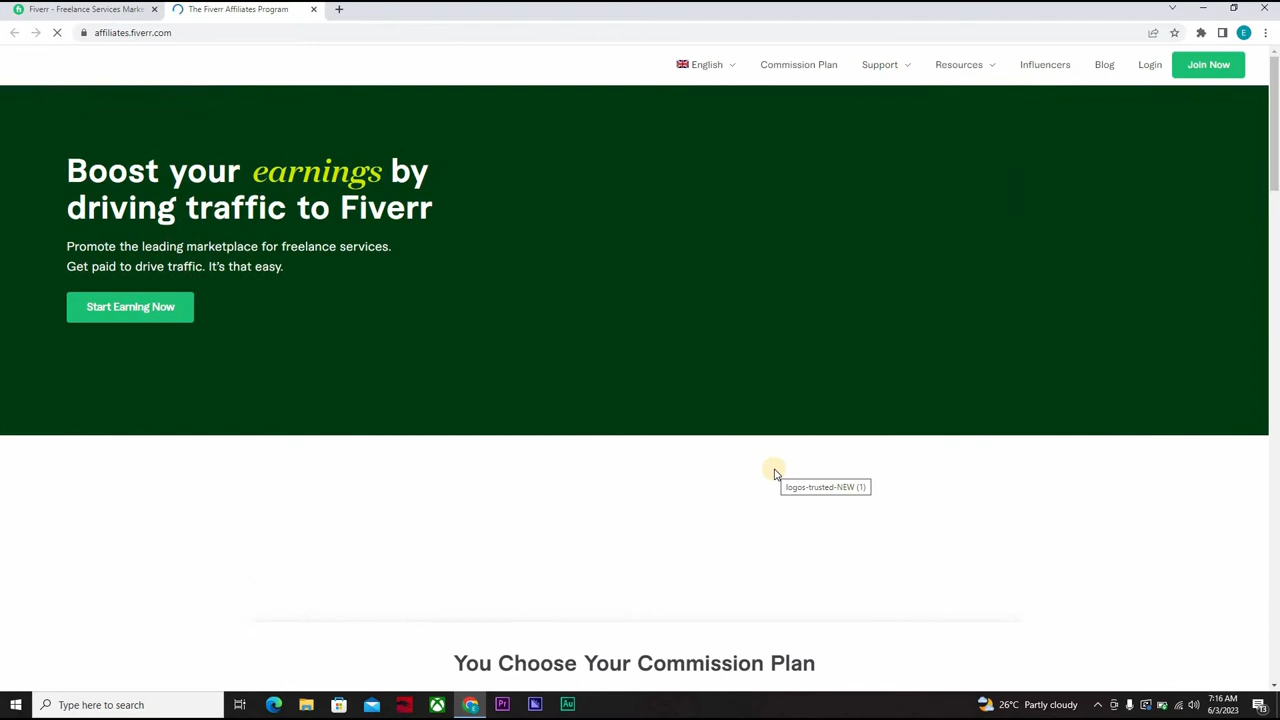 Fiverr - Freelance Services Marke
The Fiverr Affiliates Program
affiliates.fiverr.com
E
English
Commission Plan
Support
Resources
Influencers
Blog
Login
Join Now
Boost your earnings by
driving traffic to Fiverr
Promote the leading marketplace for freelance services.
Get paid to drive traffic. It's that easy.
Start Earning Now
logos-trusted-NEW (1)
You Choose Your Commission Plan
Type here to search
Pr
Au
26°C Partly cloudy
7:16 AM
6/3/2023